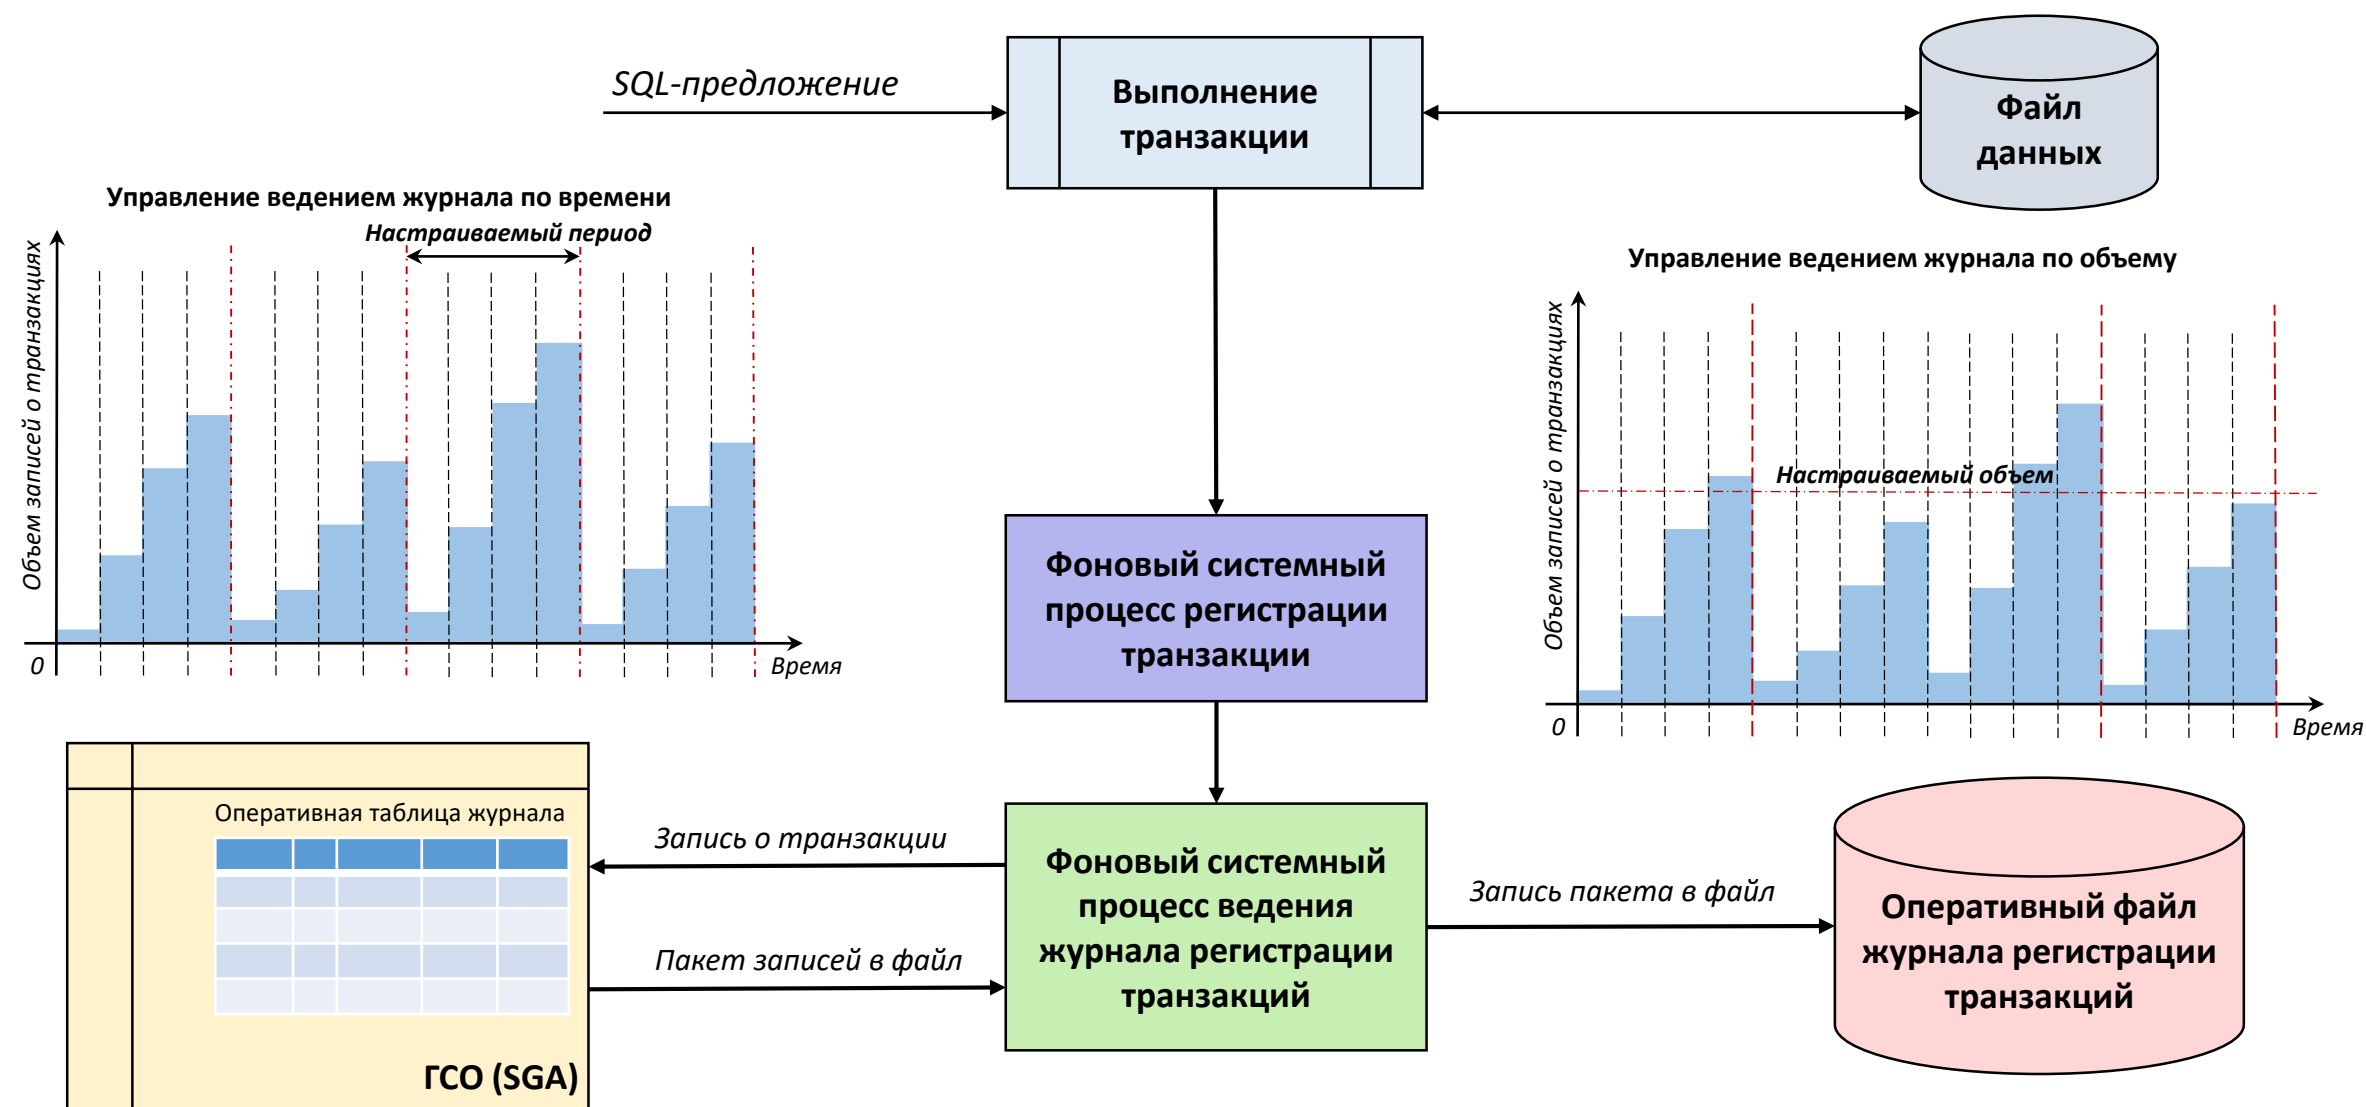 SQL-предложение
Выполнение
транзакции
Файл
данных
Управление ведением журнала по времени
Настраиваемый период
Объем записей о транзакциях
0
Время
Управление ведением журнала по объему
Настраиваемый объем
Объем записей о транзакциях
0
Время
Фоновый системный
процесс регистрации
транзакции
Оперативная таблица журнала
ГСО (SGA)
Запись о транзакции
Пакет записей в файл
Фоновый системный
процесс ведения
журнала регистрации
транзакций
Запись пакета в файл
Оперативный файл
журнала регистрации
транзакций